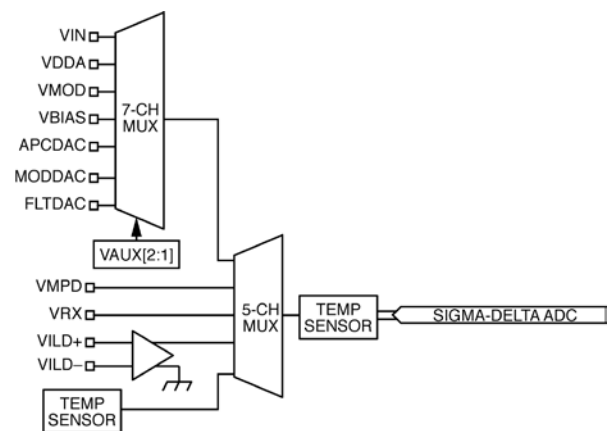 VIN
VDDA
VMOD
VBIAS
APCDAC
MODDAC
FLTDAC
7-CH
MUX
VAUX[2:1]
VMPD
VRX
VILD+
VILD−
TEMP
SENSOR
5-CH
MUX
TEMP
SENSOR
SIGMA-DELTA ADC